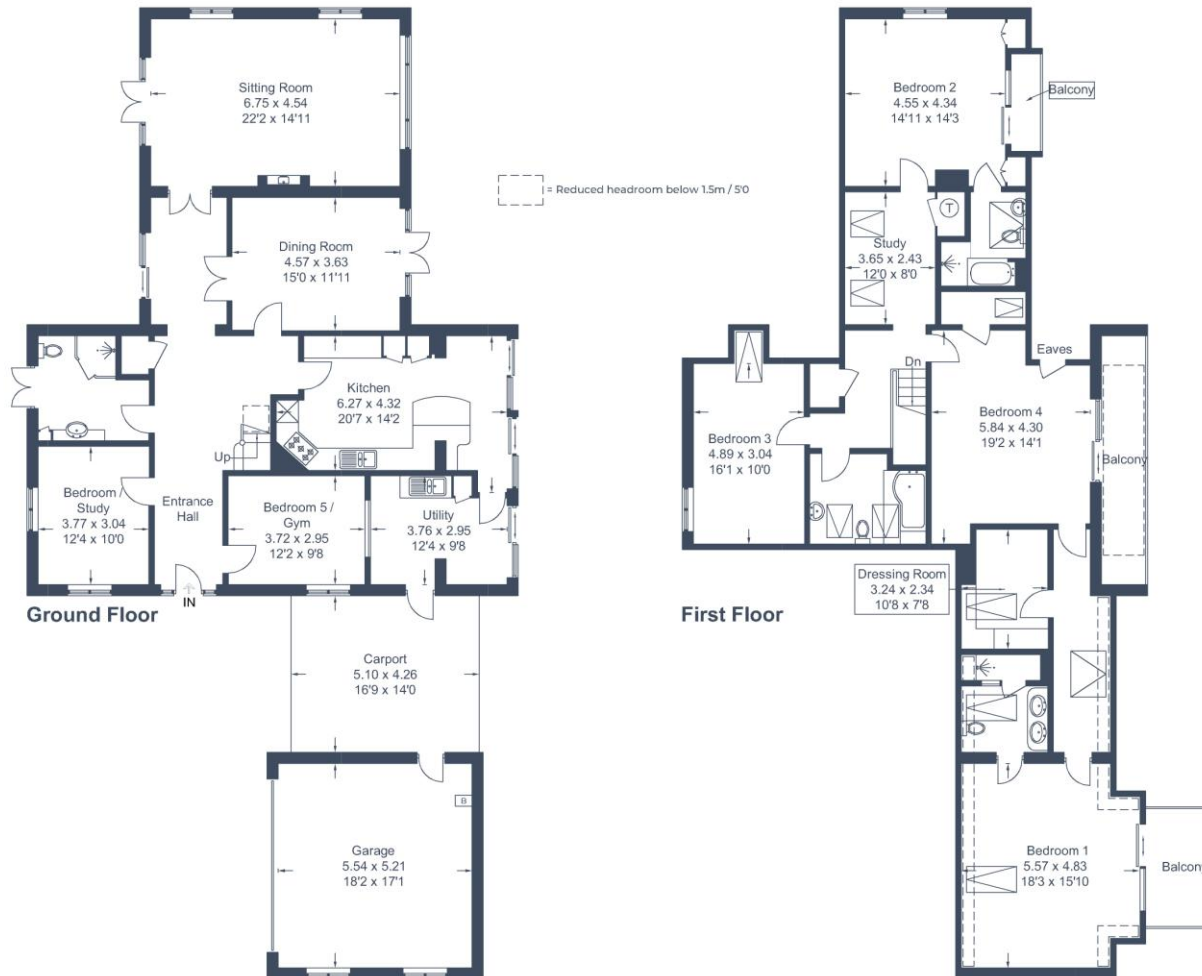 Sitting Room
6.75 x 4.54
22'2 x 14'11
= Reduced headroom below 1.5m / 5'0
Dining Room
4.57 x 3.63
15'0 x 11'11
Kitchen
6.27 x 4.32
20'7 x 14'2
Up
Bedroom /
Study
3.77 x 3.04
12'4 x 10'0
Entrance
Hall
Bedroom 5 /
Gym
3.72 x 2.95
12'2 x 9'8
Utility
3.76 x 2.95
12'4 x 9'8
IN
Ground Floor
Carport
5.10 x 4.26
16'9 x 14'0
B
Garage
5.54 x 5.21
18'2 x 17'1
Bedroom 2
4.55 x 4.34
14'11 x 14'3
Balcony
T
Study
3.65 x 2.43
12'0 x 8'0
Dn
Eaves
Bedroom 3
4.89 x 3.04
16'1 x 10'0
Bedroom 4
5.84 x 4.30
19'2 x 14'1
Balcony
Dressing Room
3.24 x 2.34
10'8 x 7'8
First Floor
Bedroom 1
5.57 x 4.83
18'3 x 15'10
Balcony